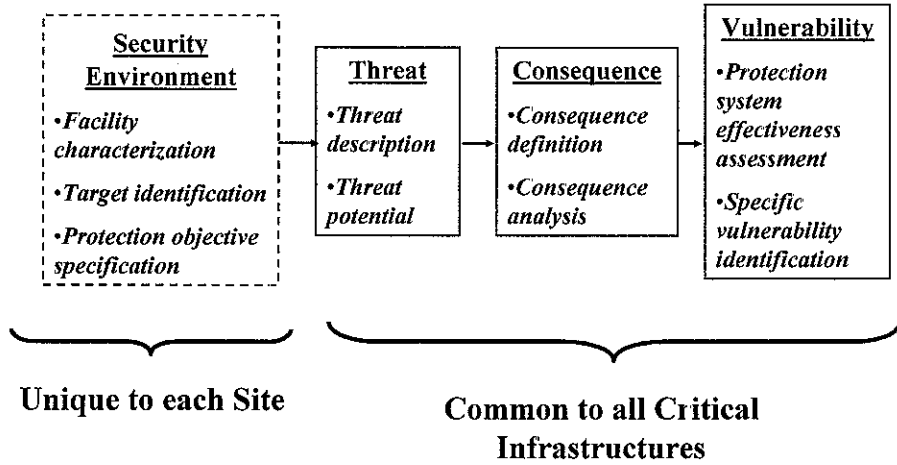 Security
Environment
•Facility
characterization
•Target identification
•Protection objective
specification
Threat
•Threat
description
•Threat
potential
Consequence
•Consequence
definition
•Consequence
analysis
Vulnerability
•Protection
system
effectiveness
assessment
•Specific
vulnerability
identification
Unique to each Site
Common to all Critical
Infrastructures